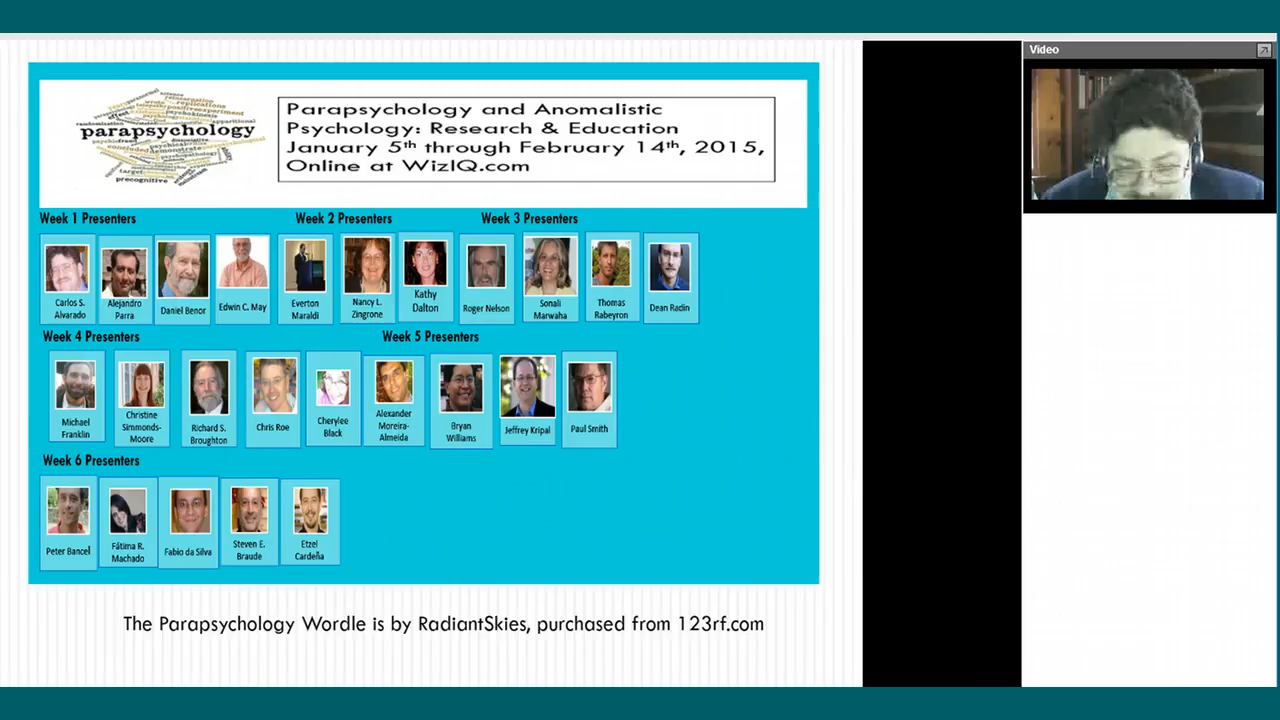 Video
parapsychology
precognitive
Parapsychology and Anomalistic
Psychology: Research & Education
January 5th through February 14th, 2015,
Online at WizIQ.com
Week 1 Presenters
Week 2 Presenters
Week 3 Presenters
Carlos S.
Alvarado
Alejandro
Parra
Daniel Benor
Edwin C. May
Everton
Maraldi
Nancy L.
Zingrone
Kathy
Dalton
Roger Nelson
Sonali
Marwaha
Thomas
Rabeyron
Dean Radin
Week 4 Presenters
Week 5 Presenters
Michael
Franklin
Christine
Simmonds-
Moore
Richard S.
Broughton
Chris Roe
Cherylee
Black
Alexander
Moreira-
Almeida
Bryan
Williams
Jeffrey Kripal
Paul Smith
Week 6 Presenters
Peter Bancel
Fátima R.
Machado
Fabio da Silva
Steven E.
Braude
Etzel
Cardeña
The Parapsychology Wordle is by RadiantSkies, purchased from 123rf.com